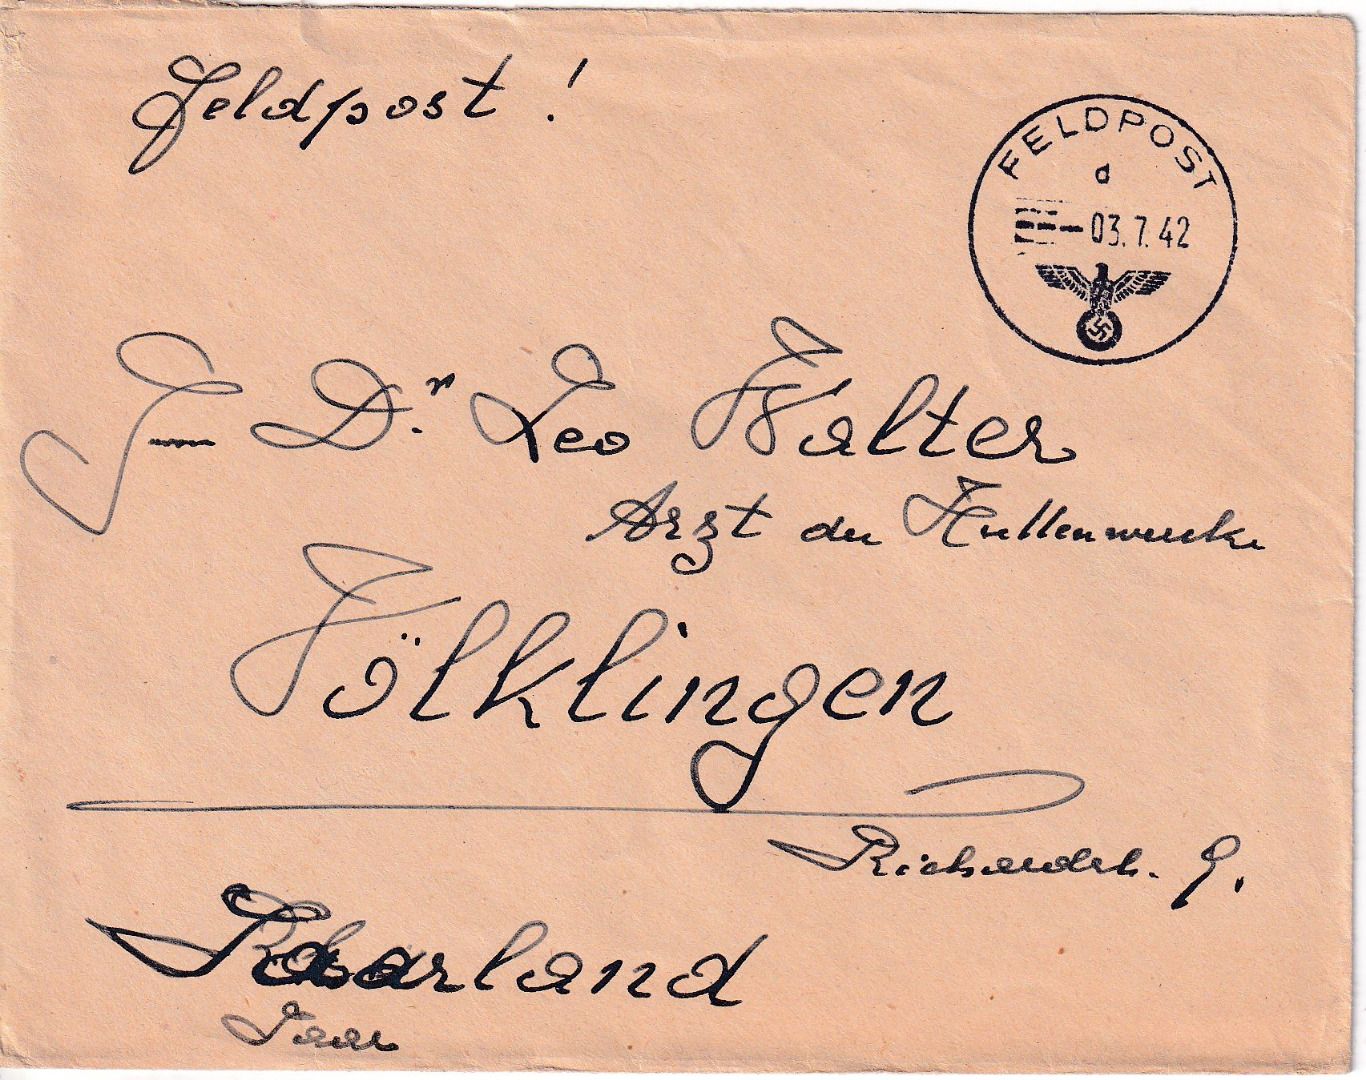 Feldpost !
FELDPOST
d
-03.7.42
Dr. Leo Walter
Arzt der Hüttenwerke
Völklingen
Richardstr. 9.
Saarland
Saar